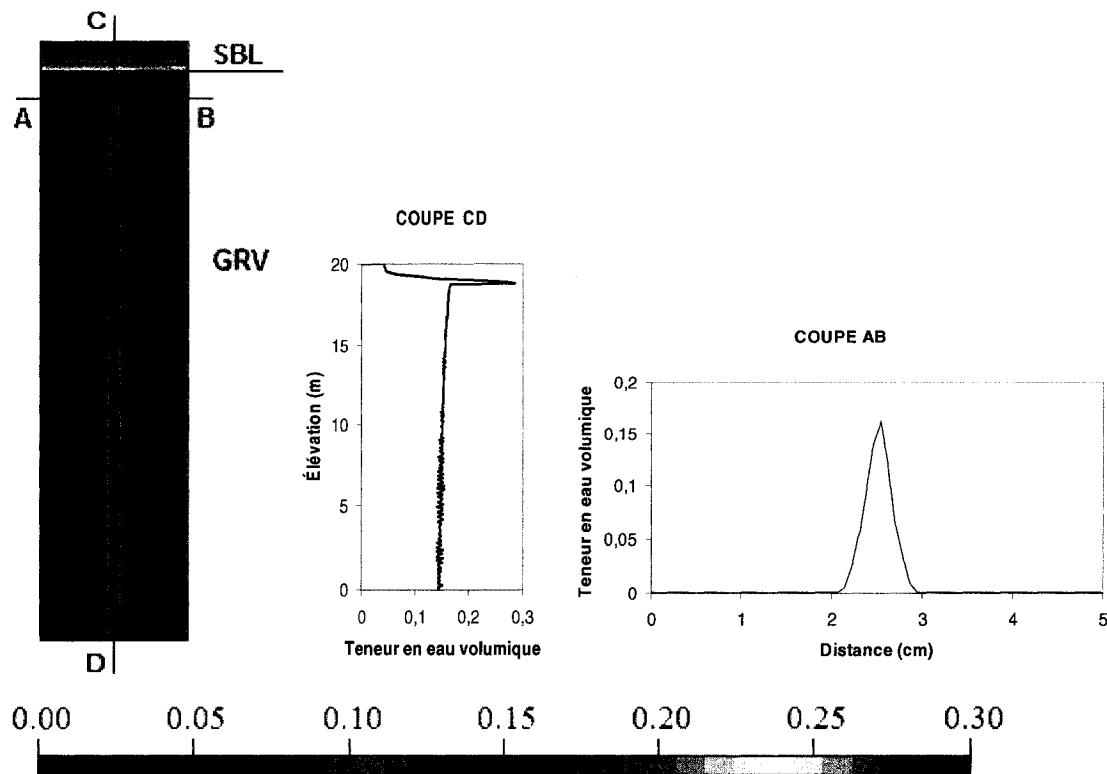 C
SBL
A
B
GRV
D
COUPE CD
Élévation (m)
20
15
10
5
0
0 0,1 0,2 0,3
Teneur en eau volumique
COUPE AB
Teneur en eau volumique
0,2
0,15
0,1
0,05
0
0 1 2 3 4 5
Distance (cm)
0.00 0.05 0.10 0.15 0.20 0.25 0.30